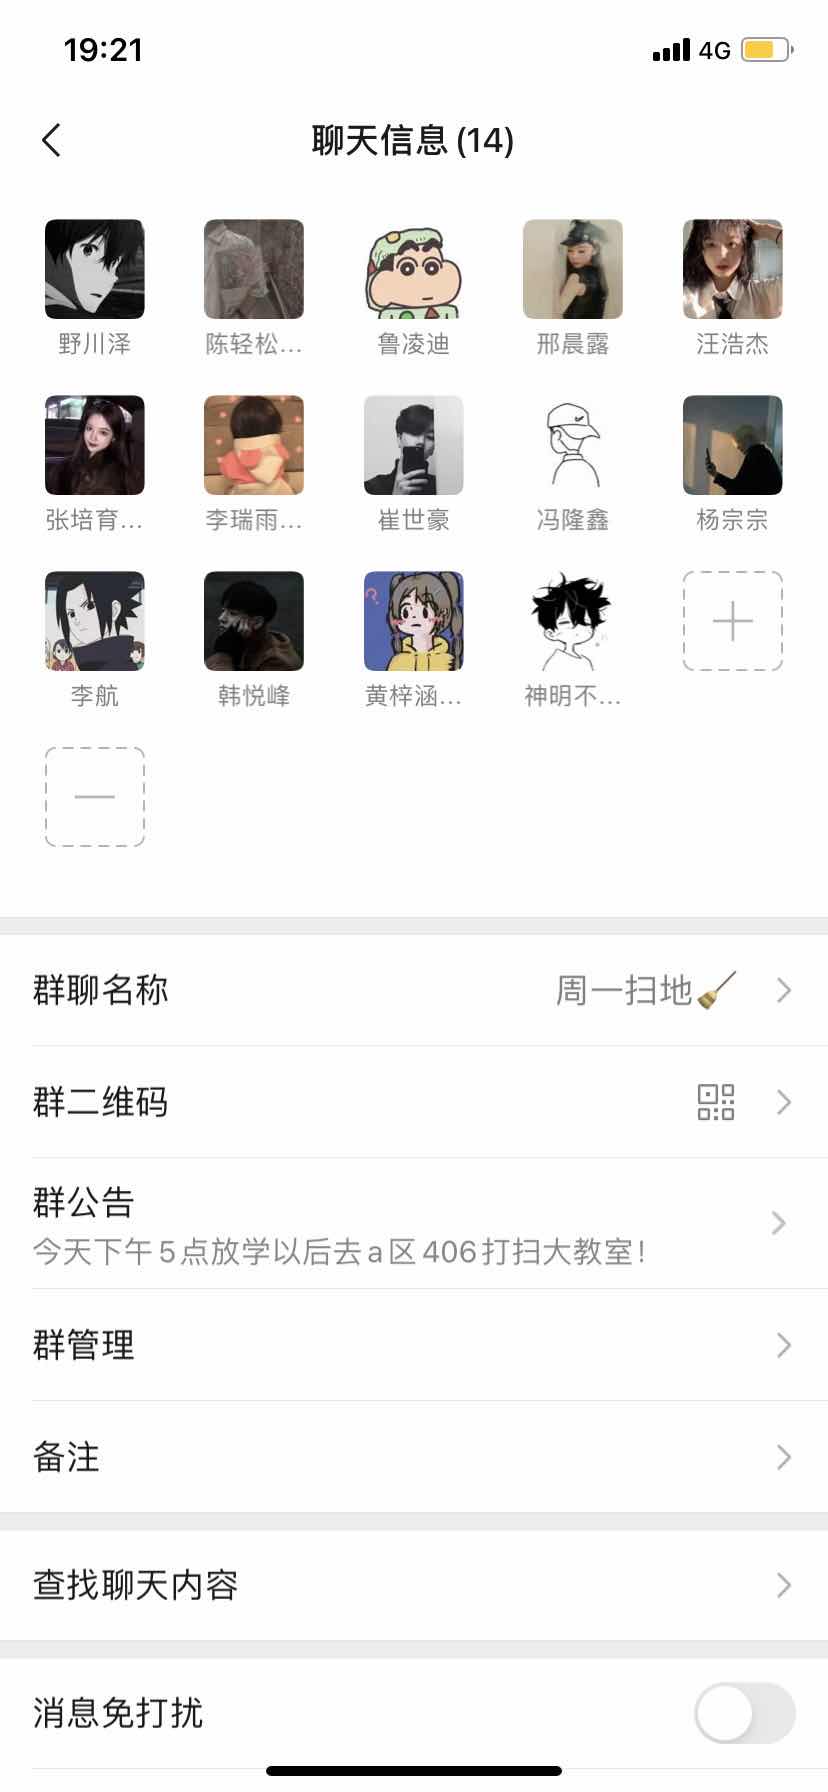 19:21
4G
聊天信息(14)
野川泽 陈轻松... 鲁凌迪 邢晨露 汪浩杰
张培育... 李瑞雨... 崔世豪 冯隆鑫 杨宗宗
李航 韩悦峰 黄梓涵... 神明不...
群聊名称 周一扫地🧹
群二维码
群公告
今天下午5点放学以后去a区406打扫大教室！
群管理
备注
查找聊天内容
消息免打扰